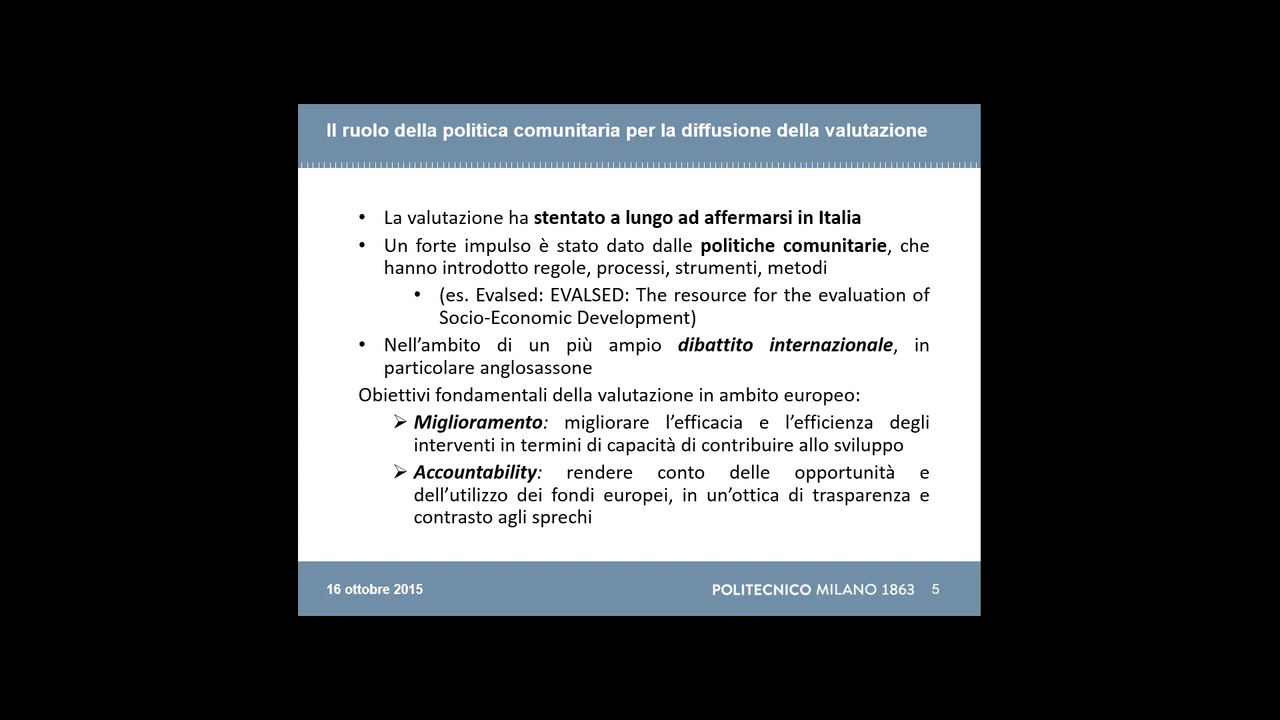 Il ruolo della politica comunitaria per la diffusione della valutazione
• La valutazione ha stentato a lungo ad affermarsi in Italia
• Un forte impulso è stato dato dalle politiche comunitarie, che
hanno introdotto regole, processi, strumenti, metodi
• (es. Evalsed: EVALSED: The resource for the evaluation of
Socio-Economic Development)
• Nell’ambito di un più ampio dibattito internazionale, in
particolare anglosassone
Obiettivi fondamentali della valutazione in ambito europeo:
➢ Miglioramento: migliorare l’efficacia e l’efficienza degli
interventi in termini di capacità di contribuire allo sviluppo
➢ Accountability: rendere conto delle opportunità e
dell’utilizzo dei fondi europei, in un’ottica di trasparenza e
contrasto agli sprechi
16 ottobre 2015 POLITECNICO MILANO 1863 5